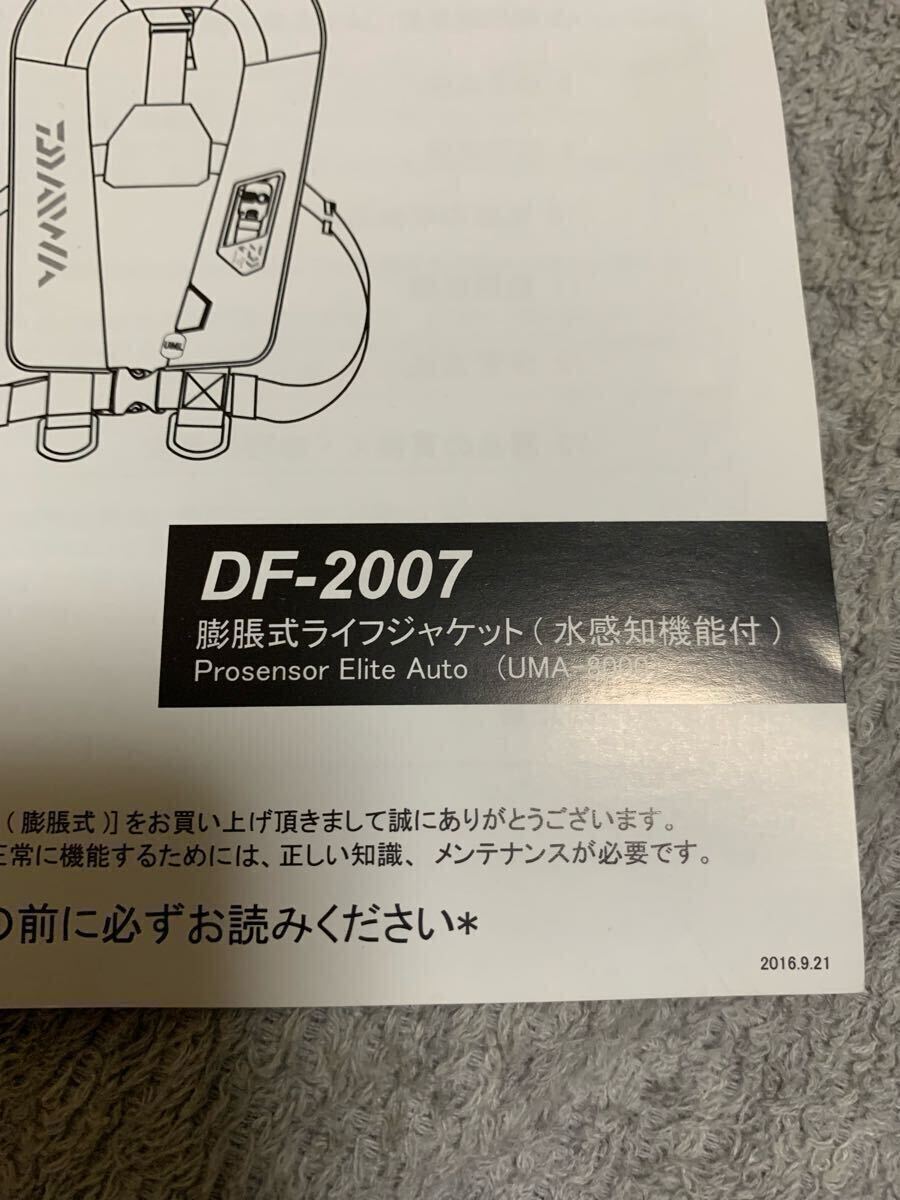 DAIWA
UML
DF-2007
膨脹式ライフジャケット(水感知機能付)
Prosensor Elite Auto (UMA-
(膨脹式)]をお買い上げ頂きまして誠にありがとうございます。
正常に機能するためには、正しい知識、メンテナンスが必要です。
の前に必ずお読みください*
2016.9.21